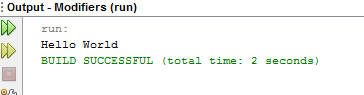 Output - Modifiers (run)
run:
Hello World
BUILD SUCCESSFUL (total time: 2 seconds)